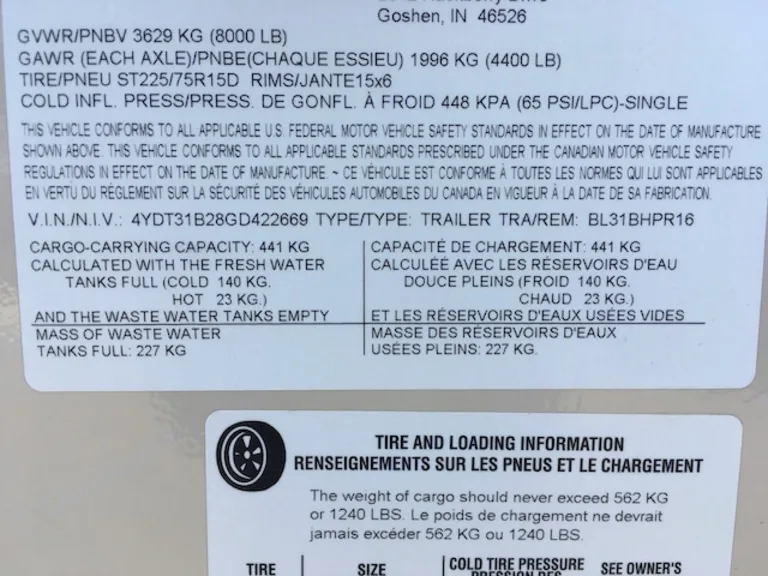 Goshen, IN 46526
GVWR/PNBV 3629 KG (8000 LB)
GAWR (EACH AXLE)/PNBE(CHAQUE ESSIEU) 1996 KG (4400 LB)
TIRE/PNEU ST225/75R15D RIMS/JANTE15x6
COLD INFL. PRESS/PRESS. DE GONFL. À FROID 448 KPA (65 PSI/LPC)-SINGLE
THIS VEHICLE CONFORMS TO ALL APPLICABLE U.S. FEDERAL MOTOR VEHICLE SAFETY STANDARDS IN EFFECT ON THE DATE OF MANUFACTURE
SHOWN ABOVE. THIS VEHICLE CONFORMS TO ALL APPLICABLE STANDARDS PRESCRIBED UNDER THE CANADIAN MOTOR VEHICLE SAFETY
REGULATIONS IN EFFECT ON THE DATE OF MANUFACTURE. ~ CE VÉHICULE EST CONFORME À TOUTES LES NORMES QUI LUI SONT APPLICABLES
EN VERTU DU RÉGLEMENT SUR LA SÉCURITÉ DES VÉHICULES AUTOMOBILES DU CANADA EN VIGUEUR À LA DATE DE SA FABRICATION.
V.I.N./N.I.V.: 4YDT31B28GD422669 TYPE/TYPE: TRAILER TRA/REM: BL31BHPR16
CARGO-CARRYING CAPACITY: 441 KG
CALCULATED WITH THE FRESH WATER
TANKS FULL (COLD 140 KG.
HOT 23 KG.)
AND THE WASTE WATER TANKS EMPTY
MASS OF WASTE WATER
TANKS FULL: 227 KG
CAPACITÉ DE CHARGEMENT: 441 KG
CALCULÉE AVEC LES RÉSERVOIRS D'EAU
DOUCE PLEINS (FROID 140 KG.
CHAUD 23 KG.)
ET LES RÉSERVOIRS D'EAUX USÉES VIDES
MASSE DES RÉSERVOIRS D'EAUX
USÉES PLEINS: 227 KG.
TIRE AND LOADING INFORMATION
RENSEIGNEMENTS SUR LES PNEUS ET LE CHARGEMENT
The weight of cargo should never exceed 562 KG
or 1240 LBS. Le poids de chargement ne devrait
jamais excéder 562 KG ou 1240 LBS.
TIRE SIZE COLD TIRE PRESSURE SEE OWNER'S
PRESSION DES